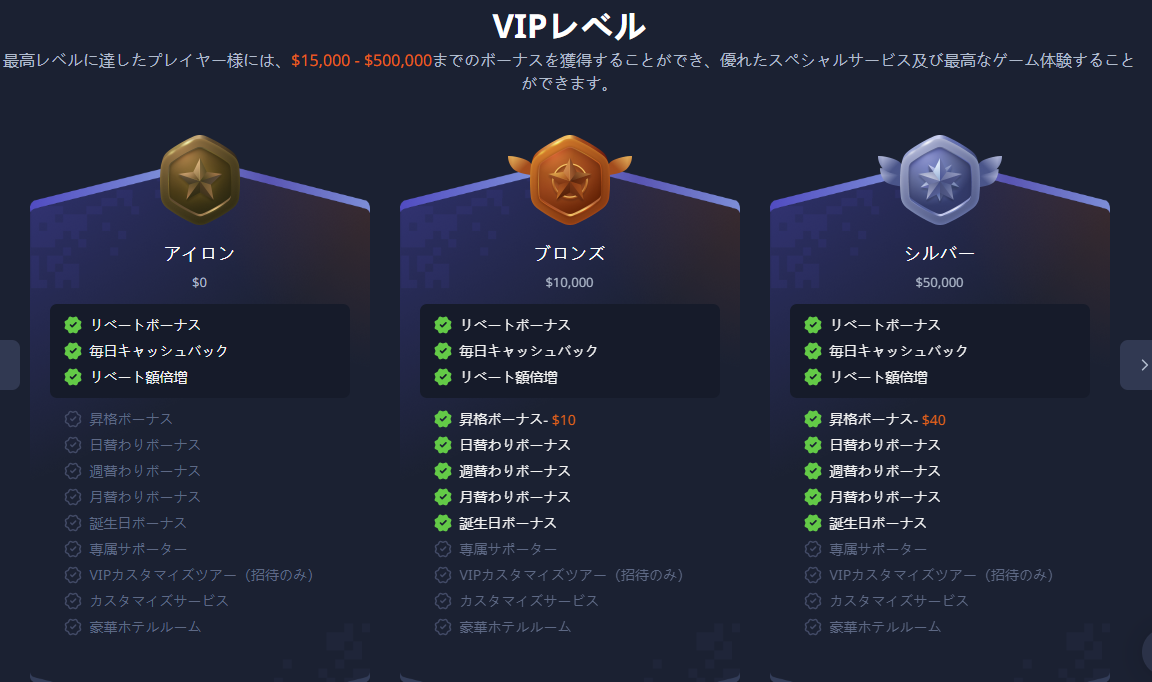 VIPレベル
最高レベルに達したプレイヤー様には、$15,000 - $500,000までのボーナスを獲得することができ、優れたスペシャルサービス及び最高なゲーム体験すること
ができます。
アイロン
$0
リベートボーナス
毎日キャッシュバック
リベート額倍増
昇格ボーナス
日替わりボーナス
週替わりボーナス
月替わりボーナス
誕生日ボーナス
専属サポーター
VIPカスタマイズツアー（招待のみ）
カスタマイズサービス
豪華ホテルルーム
ブロンズ
$10,000
リベートボーナス
毎日キャッシュバック
リベート額倍増
昇格ボーナス- $10
日替わりボーナス
週替わりボーナス
月替わりボーナス
誕生日ボーナス
専属サポーター
VIPカスタマイズツアー（招待のみ）
カスタマイズサービス
豪華ホテルルーム
シルバー
$50,000
リベートボーナス
毎日キャッシュバック
リベート額倍増
昇格ボーナス- $40
日替わりボーナス
週替わりボーナス
月替わりボーナス
誕生日ボーナス
専属サポーター
VIPカスタマイズツアー（招待のみ）
カスタマイズサービス
豪華ホテルルーム